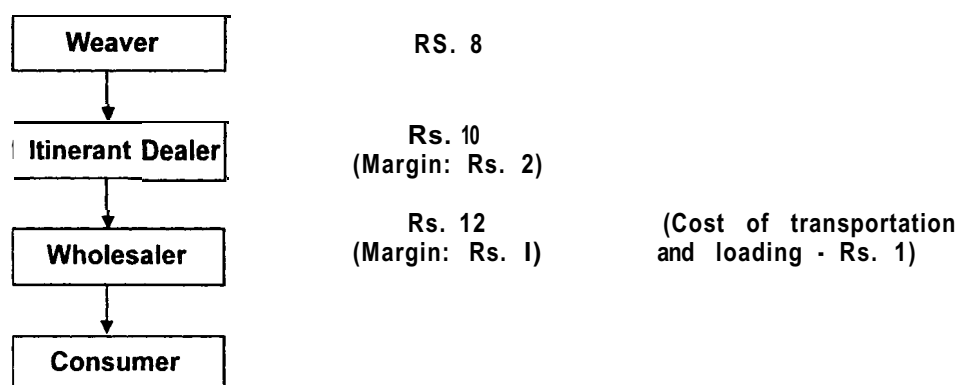 Weaver RS. 8
Itinerant Dealer Rs. 10
(Margin: Rs. 2)
Rs. 12 (Cost of transportation
Wholesaler (Margin: Rs. I) and loading - Rs. 1)
Consumer